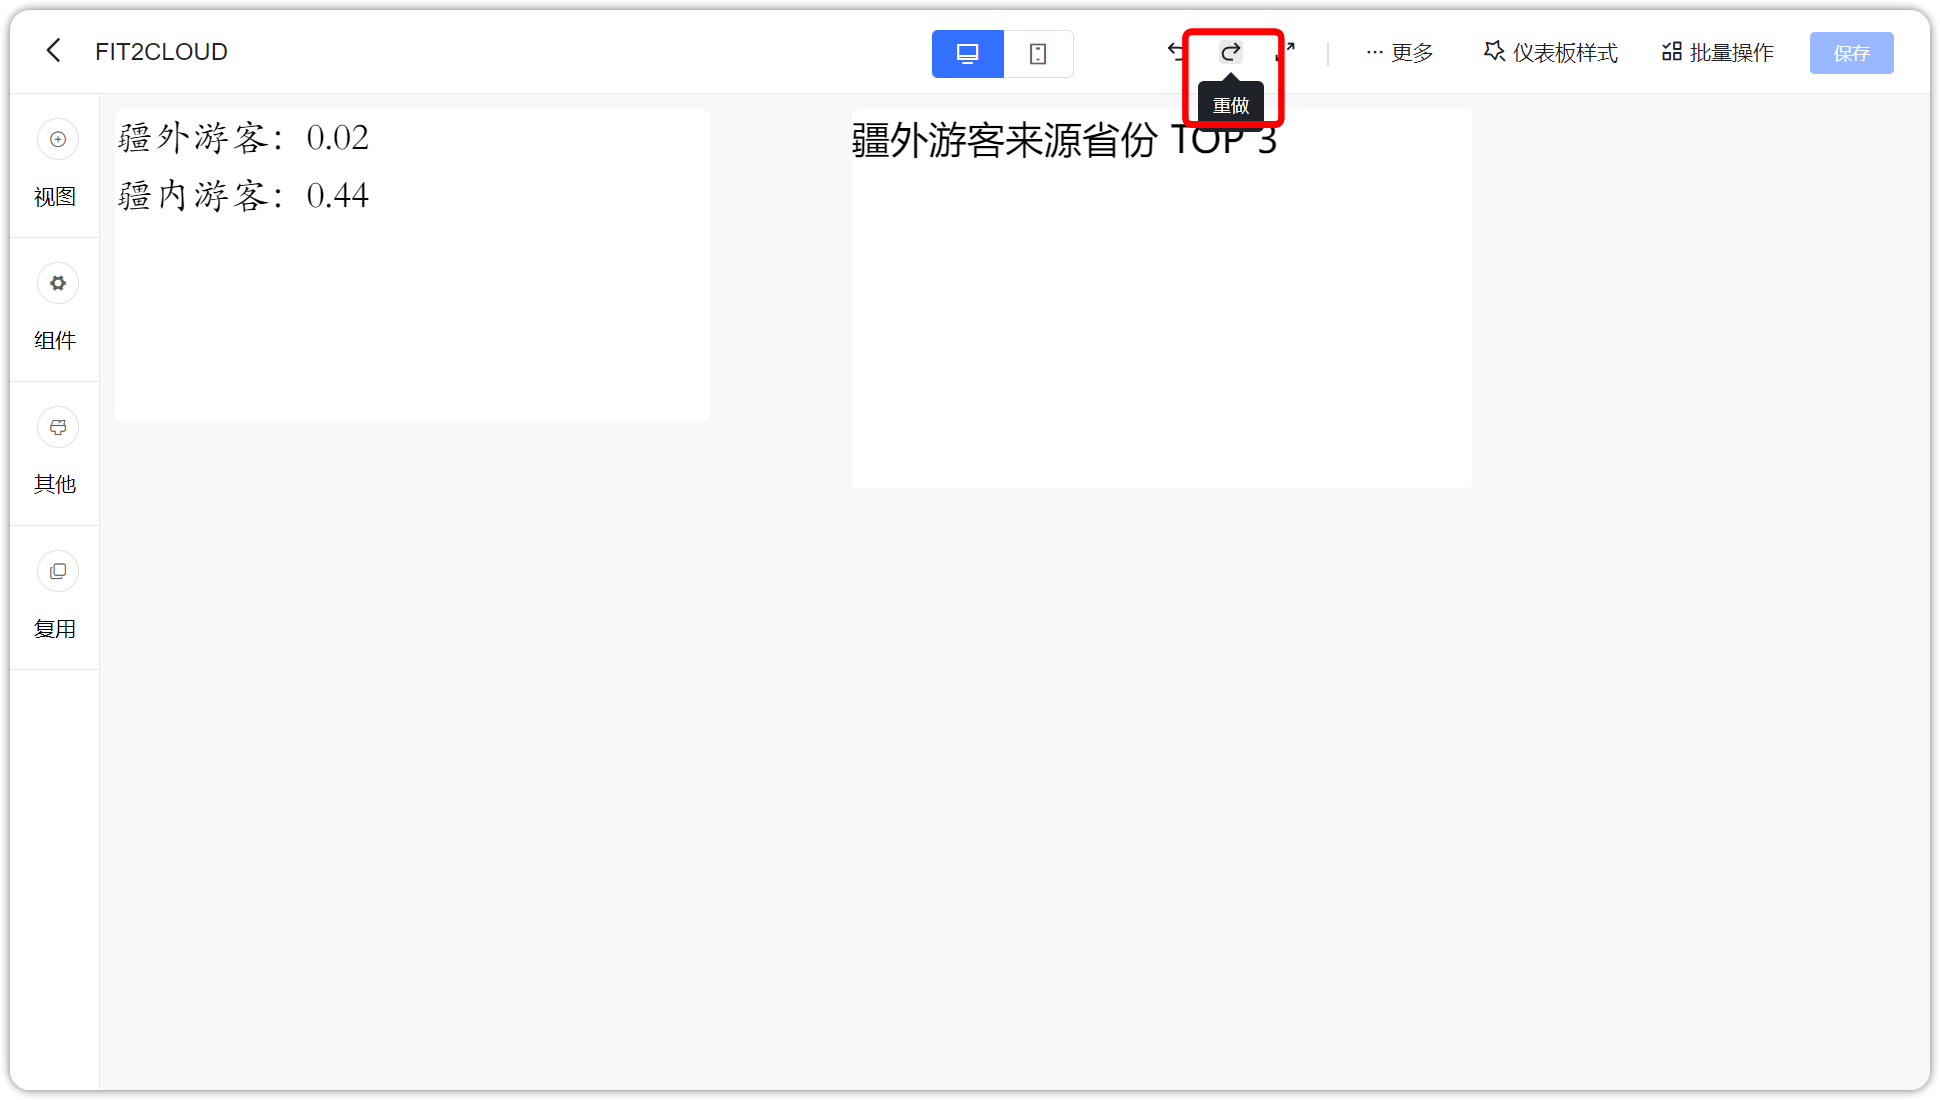 FIT2CLOUD
更多
仪表板样式
批量操作
保存
重做
视图
组件
其他
复用
疆外游客：0.02
疆内游客：0.44
疆外游客来源省份 TOP 3